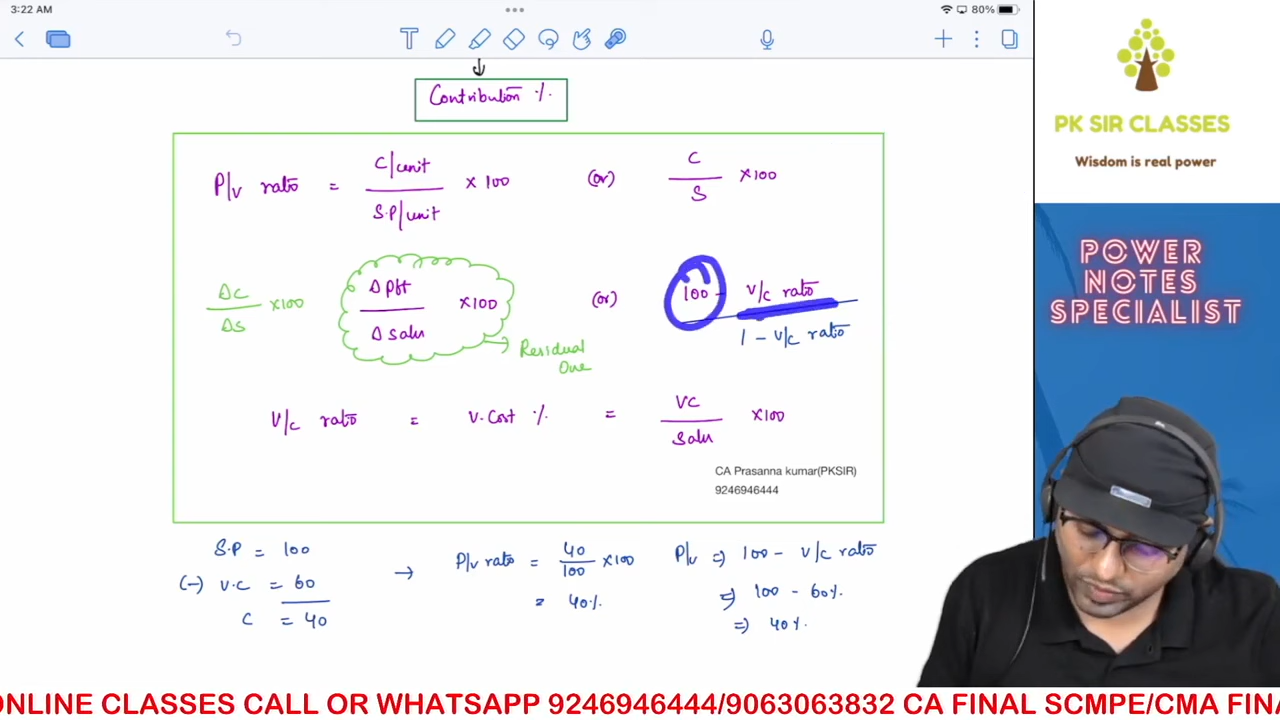 3:22 AM
80%
Contribution %
P/v ratio = C/unit / S.P/unit × 100 (or) C / S × 100
ΔC / ΔS × 100 ΔPft / ΔSales × 100 (or) 100 - V/c ratio
1 - V/c ratio
Residual One
V/c ratio = V.Cost % = VC / Sales × 100
CA Prasanna kumar(PKSIR)
9246946444
S.P = 100
(-) V.C = 60
C = 40
→ P/v ratio = 40 / 100 × 100
= 40%
P/v ⇒ 100 - V/c ratio
⇒ 100 - 60%
⇒ 40%
PK SIR CLASSES
Wisdom is real power
POWER
NOTES
SPECIALIST
ONLINE CLASSES CALL OR WHATSAPP 9246946444/9063063832 CA FINAL SCMPE/CMA FINA